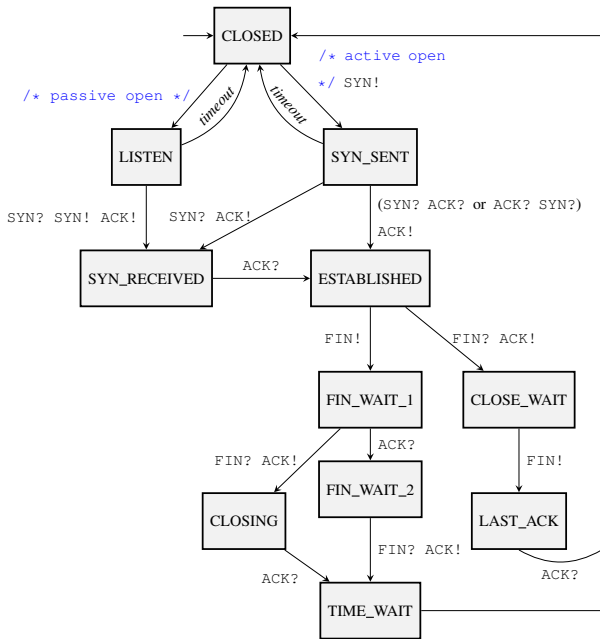 CLOSED
/* active open
*/ SYN!
/* passive open */
timeout
timeout
LISTEN
SYN_SENT
SYN? SYN! ACK!
SYN? ACK!
(SYN? ACK? or ACK? SYN?)
ACK!
SYN_RECEIVED
ACK?
ESTABLISHED
FIN!
FIN? ACK!
FIN_WAIT_1
CLOSE_WAIT
FIN? ACK!
ACK?
FIN!
FIN_WAIT_2
CLOSING
LAST_ACK
FIN? ACK!
ACK?
ACK?
TIME_WAIT